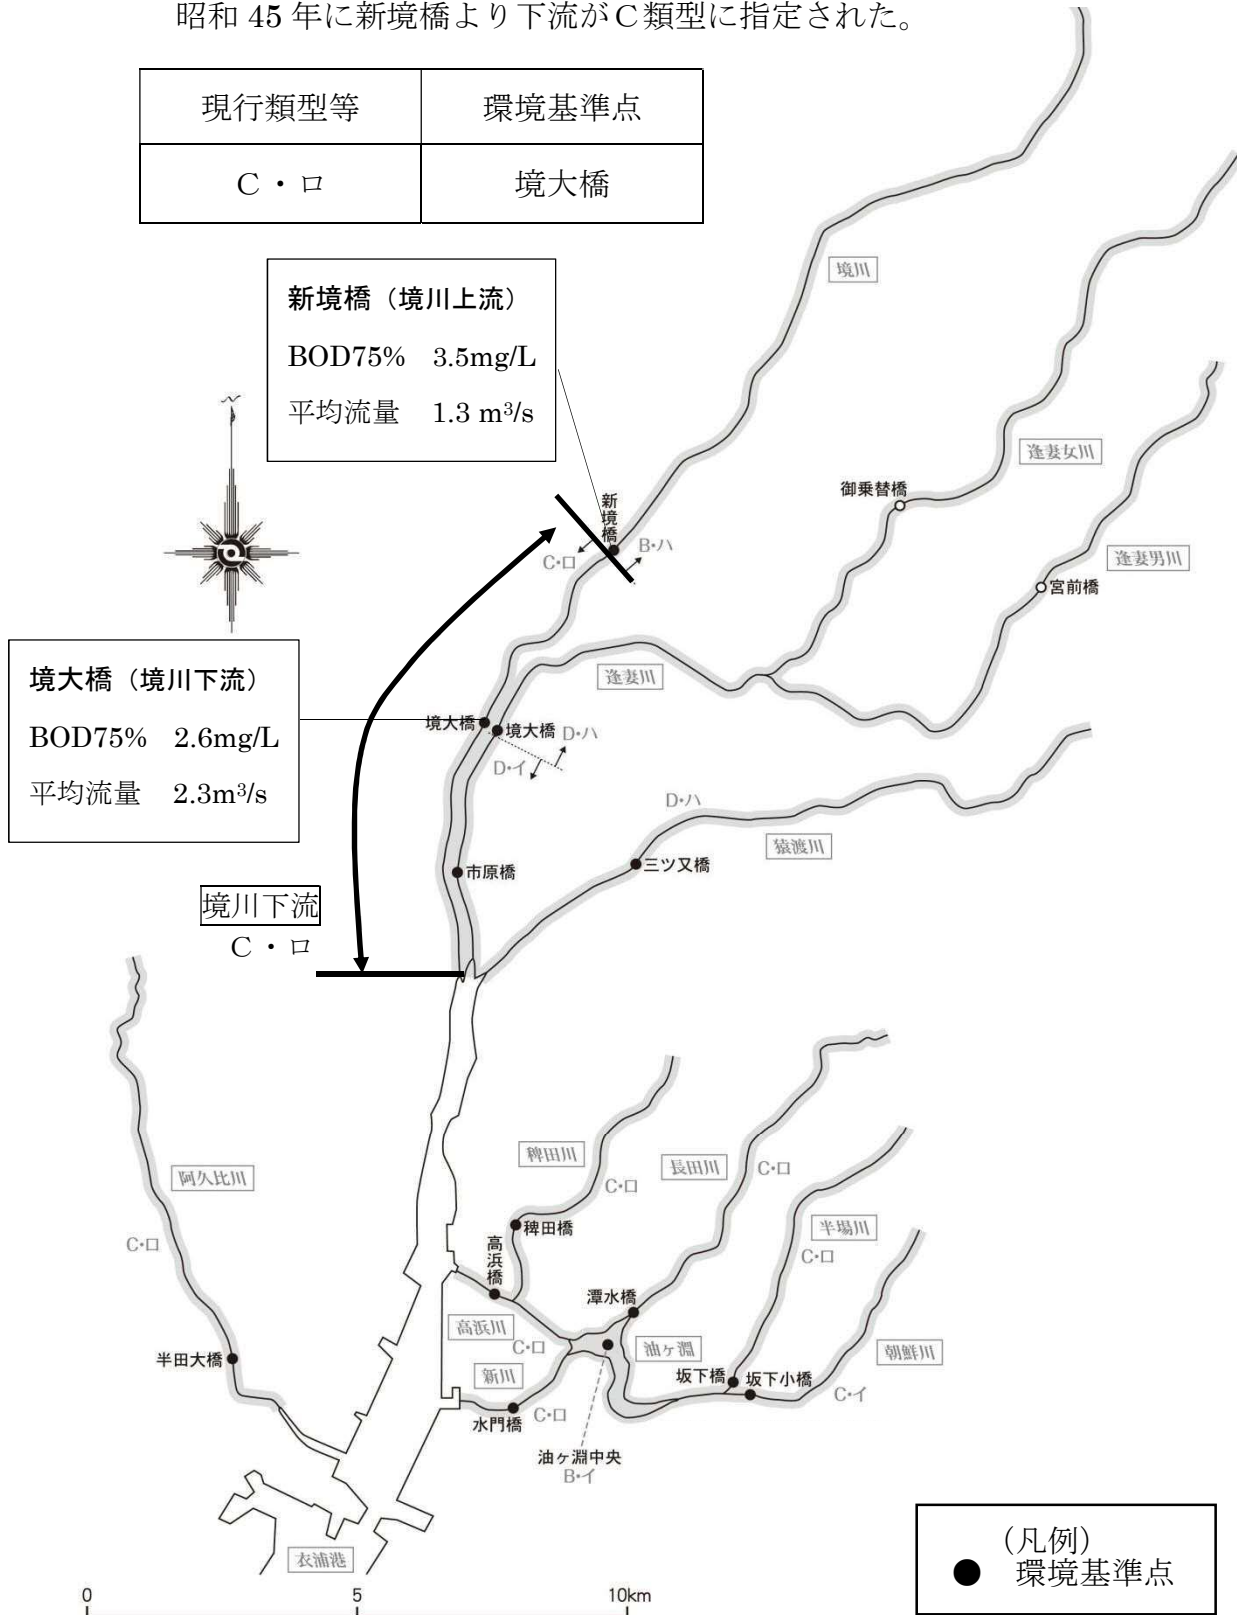 昭和 45 年に新境橋より下流がC類型に指定された。
現行類型等 環境基準点
C・ロ 境大橋
新境橋（境川上流）
BOD75% 3.5mg/L
平均流量 1.3 m³/s
境川
N
逢妻女川
御乗替橋
新境橋
C・ロ
B・ハ
逢妻男川
宮前橋
境大橋（境川下流）
BOD75% 2.6mg/L
平均流量 2.3m³/s
逢妻川
境大橋
境大橋
D・ハ
D・イ
D・ハ
猿渡川
三ツ又橋
市原橋
境川下流
C・ロ
阿久比川
C・ロ
半田大橋
稗田川
C・ロ
稗田橋
長田川
C・ロ
半場川
C・ロ
高浜橋
高浜川
C・ロ
潭水橋
油ヶ淵
朝鮮川
C・イ
坂下橋
坂下小橋
新川
C・ロ
水門橋
油ヶ淵中央
B・イ
衣浦港
(凡例)
● 環境基準点
0 5 10km